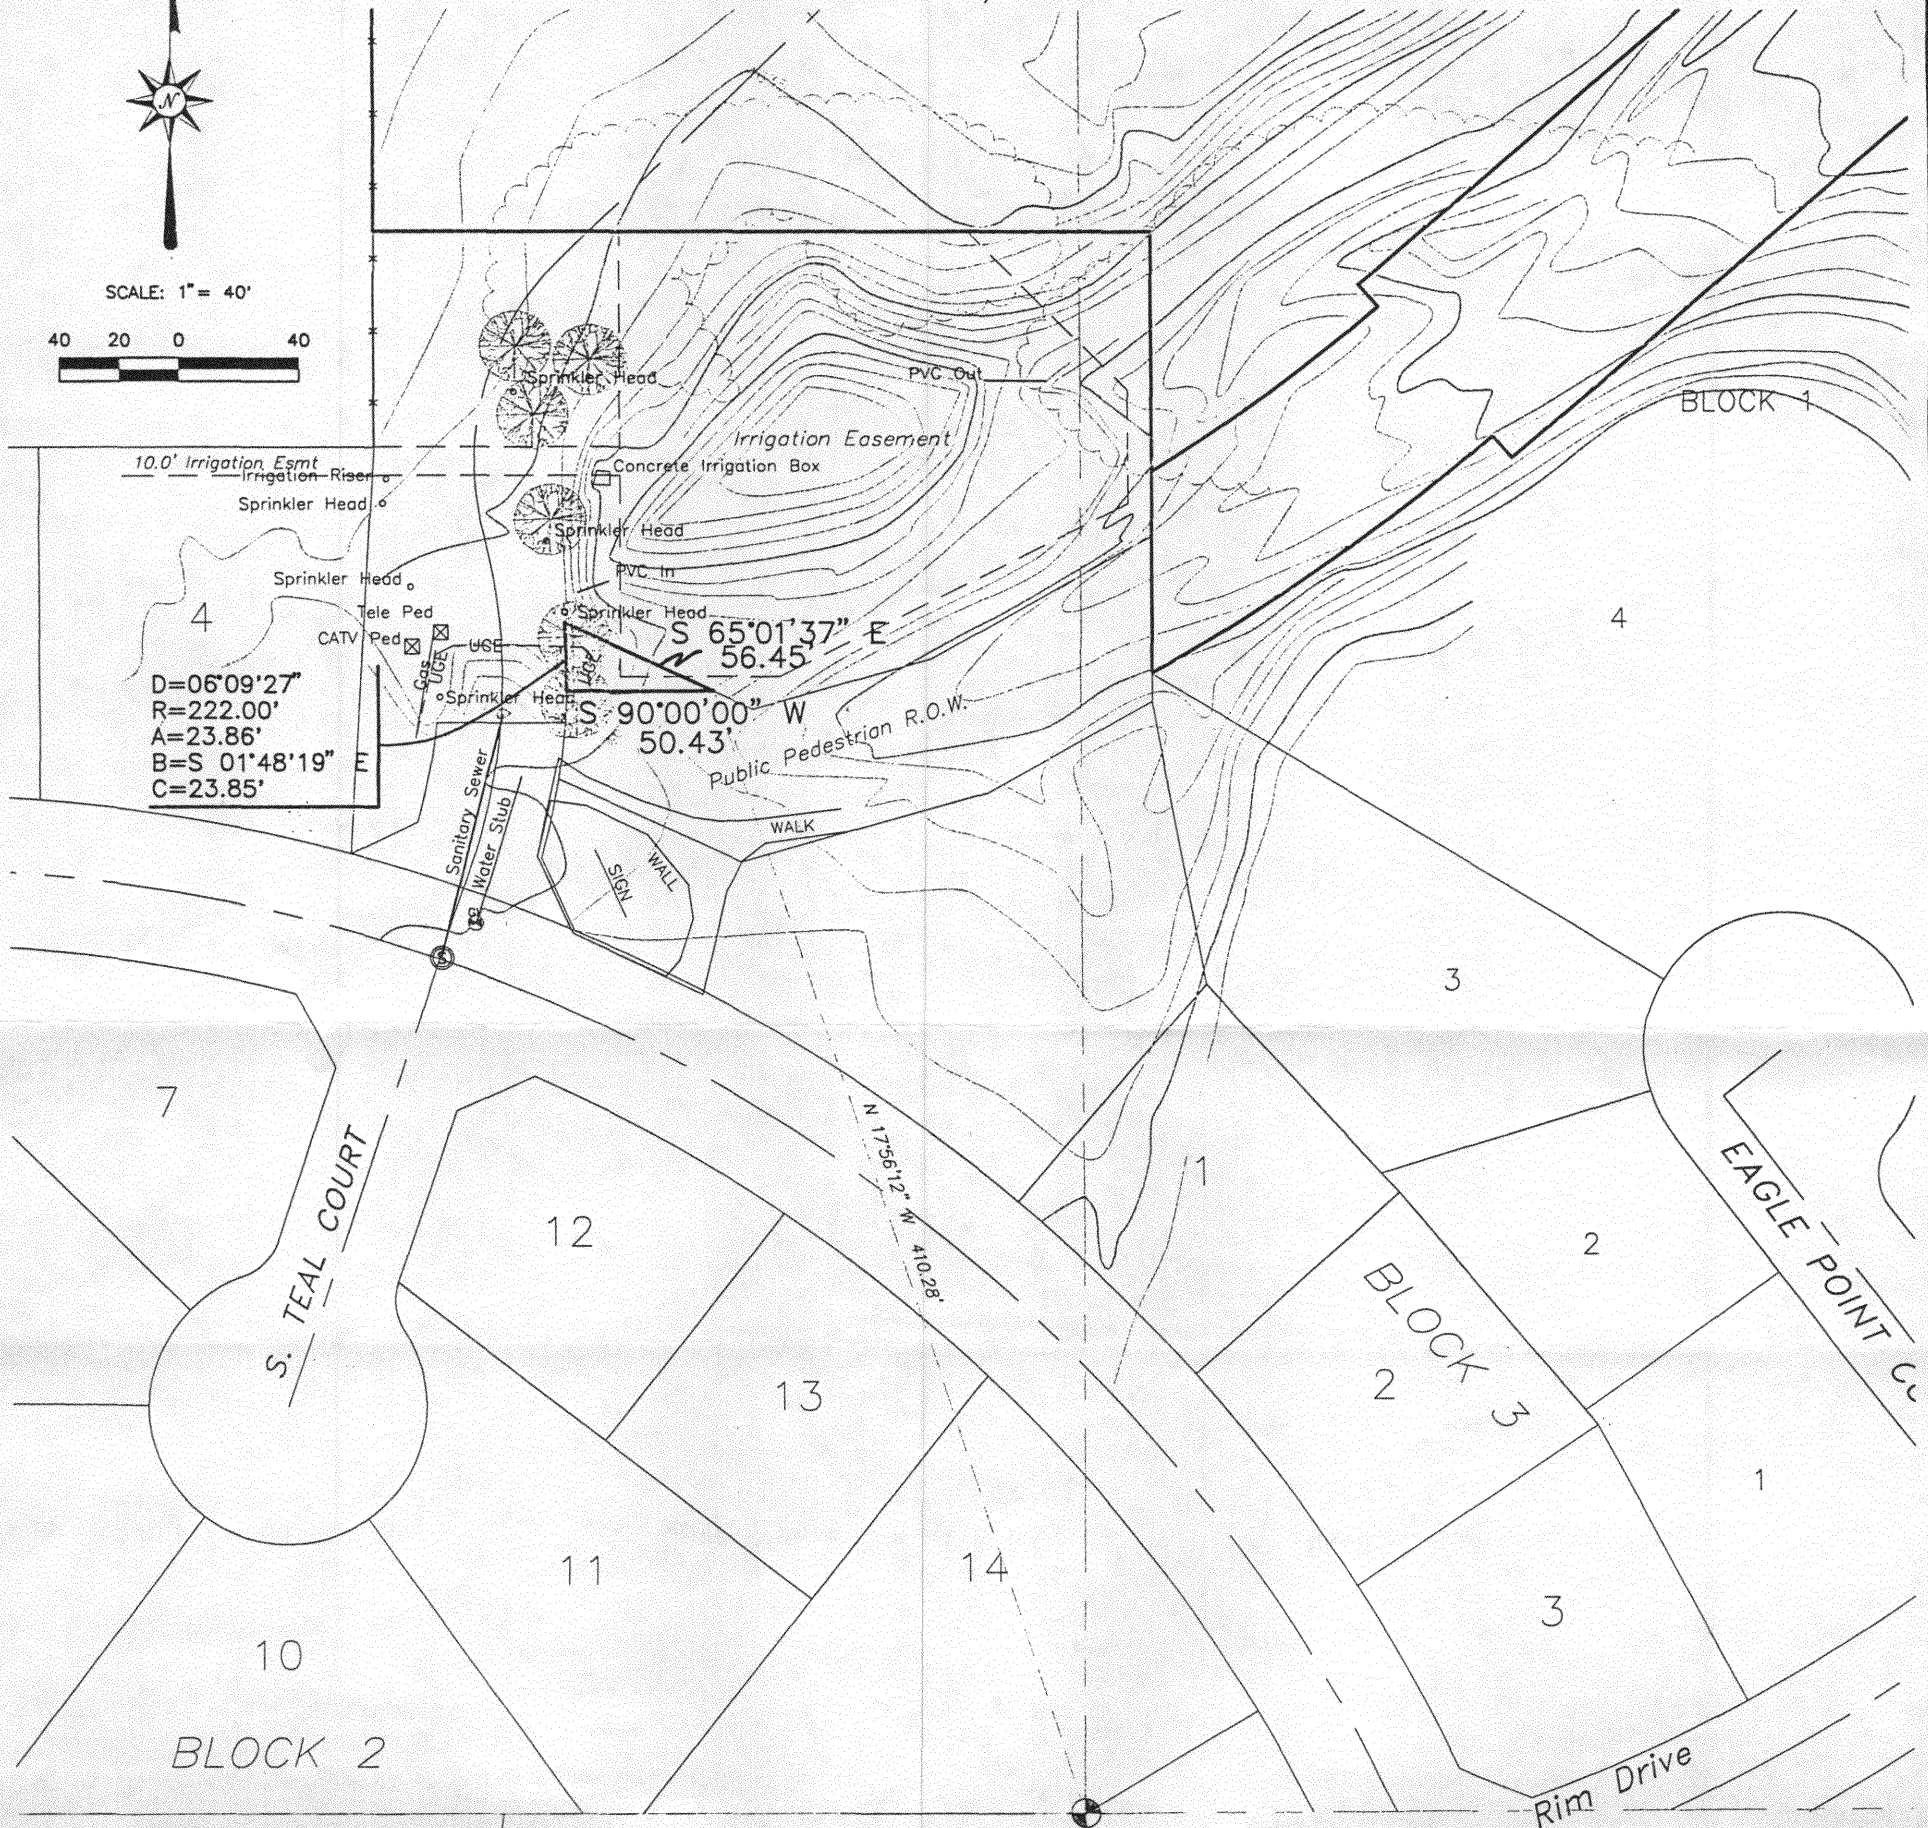 N
SCALE: 1"= 40'
40 20 0 40
Sprinkler Head
PVC Out
BLOCK 1
Irrigation Easement
10.0' Irrigation Esmt
Concrete Irrigation Box
Irrigation Riser
Sprinkler Head
Sprinkler Head
PVC In
Sprinkler Head
4
Tele Ped
Sprinkler Head
4
CATV Ped
UGE
S 65°01'37" E
56.45'
Gas
UGE
UGE
D=06°09'27"
R=222.00'
A=23.86'
B=S 01°48'19" E
C=23.85'
Sprinkler Head
S 90°00'00" W
50.43'
Public Pedestrian R.O.W.
Sanitary Sewer
Water Stub
WALK
WALL
SIGN
S
3
7
N 17°56'12" W 410.28'
1
S. TEAL COURT
12
EAGLE POINT
2
BLOCK 3
13
2
1
11
14
3
10
BLOCK 2
Rim Drive